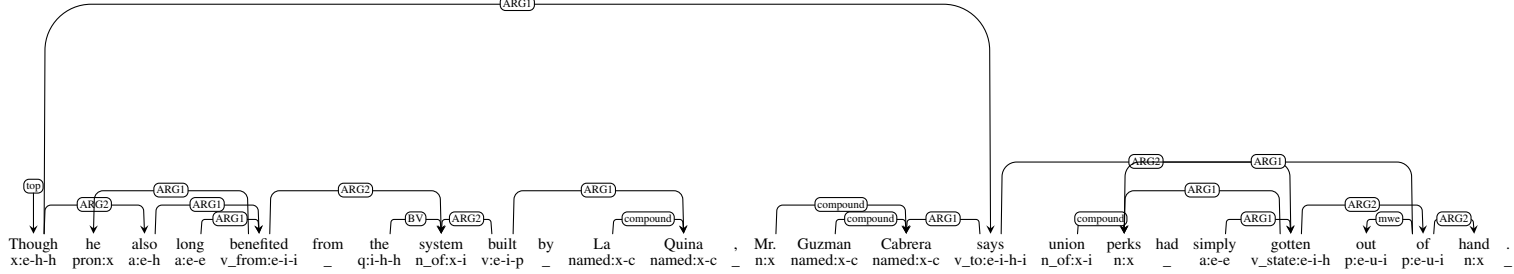 ARG1
ARG2 ARG1
top ARG1 ARG2 ARG1 ARG1
ARG2 ARG1 compound ARG2
ARG1 BV ARG2 compound compound ARG1 compound ARG1 mwe ARG2
Though he also long benefited from the system built by La Quina , Mr. Guzman Cabrera says union perks had simply gotten out of hand .
x:e-h-h pron:x a:e-h a:e-e v_from:e-i-i _ q:i-h-h n_of:x-i v:e-i-p _ named:x-c named:x-c _ n:x named:x-c named:x-c v_to:e-i-h-i n_of:x-i n:x _ a:e-e v_state:e-i-h p:e-u-i p:e-u-i n:x _